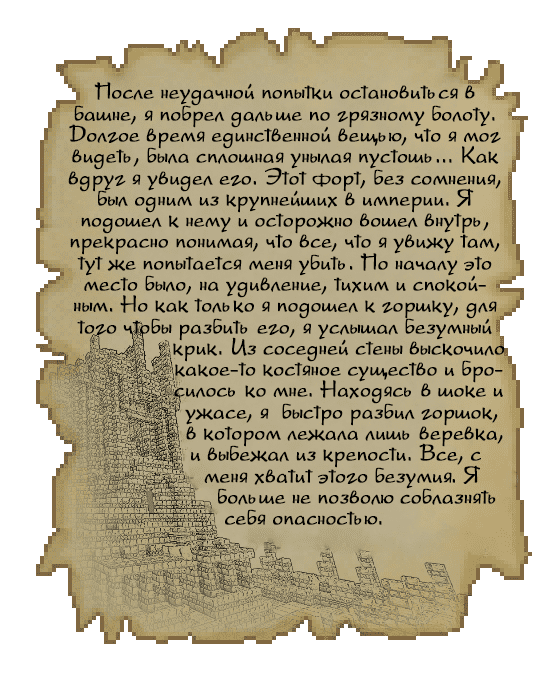 После неудачной попытки остановиться в
башне, я побрел дальше по грязному болоту.
Долгое время единственной вещью, что я мог
видеть, была сплошная унылая пустошь... Как
вдруг я увидел его. Этот форт, без сомнения,
был одним из крупнейших в империи. Я
подошел к нему и осторожно вошел внутрь,
прекрасно понимая, что все, что я увижу там,
тут же попытается меня убить. По началу это
место было, на удивление, тихим и спокой-
ным. Но как только я подошел к горшку, для
того чтобы разбить его, я услышал безумный
крик. Из соседней стены выскочило
какое-то костяное существо и бро-
силось ко мне. Находясь в шоке и
ужасе, я быстро разбил горшок,
в котором лежала лишь веревка,
и выбежал из крепости. Все, с
меня хватит этого безумия. Я
больше не позволю соблазнять
себя опасностью.